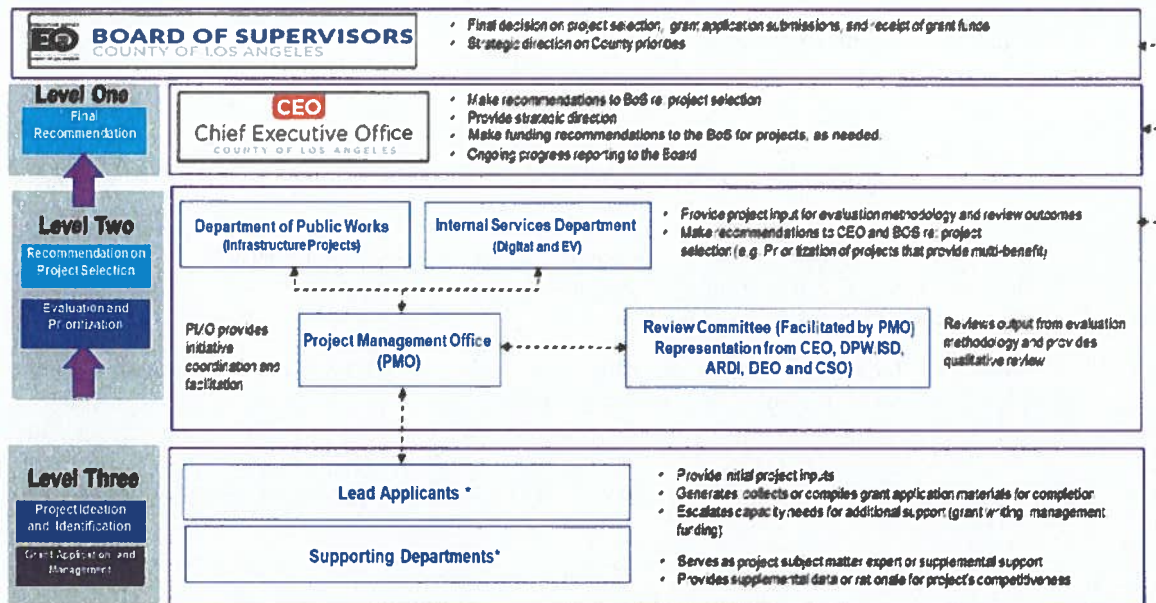 EO BOARD OF SUPERVISORS
COUNTY OF LOS ANGELES
• Final decision on project selection, grant application submissions, and receipt of grant funds
• Strategic direction on County priorities
Level One
Final
Recommendation
CEO
Chief Executive Office
COUNTY OF LOS ANGELES
• Make recommendations to BoS re: project selection
• Provide strategic direction
• Make funding recommendations to the BoS for projects, as needed.
• Ongoing progress reporting to the Board
Level Two
Recommendation on
Project Selection
Evaluation and
Prioritization
Department of Public Works
(Infrastructure Projects)
Internal Services Department
(Digital and EV)
• Provide project input for evaluation methodology and review outcomes
• Make recommendations to CEO and BOS re: project
selection (e.g. Prioritization of projects that provide multi-benefit)
PMO provides
initiative
coordination and
facilitation
Project Management Office
(PMO)
Review Committee (Facilitated by PMO)
Representation from CEO, DPW, ISD,
ARDI, DEO and CSO)
Reviews output from evaluation
methodology and provides
qualitative review
Level Three
Project Ideation
and Identification
Grant Application and
Management
Lead Applicants *
Supporting Departments*
• Provide initial project inputs
• Generates collects or compiles grant application materials for completion
• Escalates capacity needs for additional support (grant writing management
funding)
• Serves as project subject matter expert or supplemental support
• Provides supplemental data or rationale for project's competitiveness